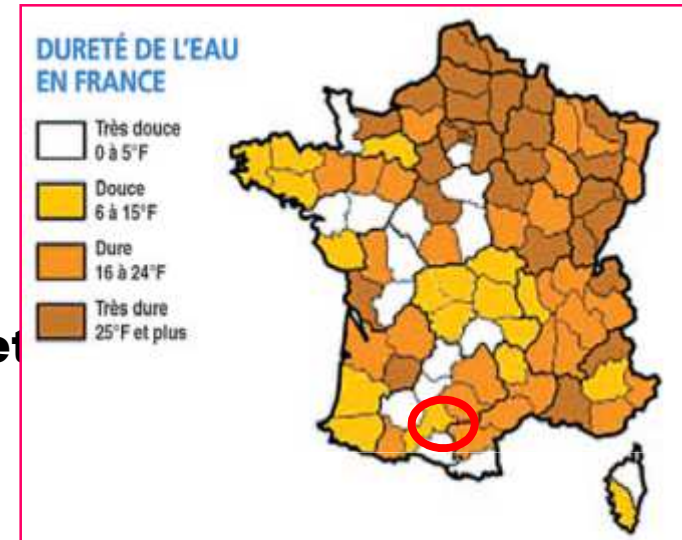 DURETÉ DE L'EAU
EN FRANCE
Très douce
0 à 5°F
Douce
6 à 15°F
Dure
16 à 24°F
Très dure
25°F et plus
et